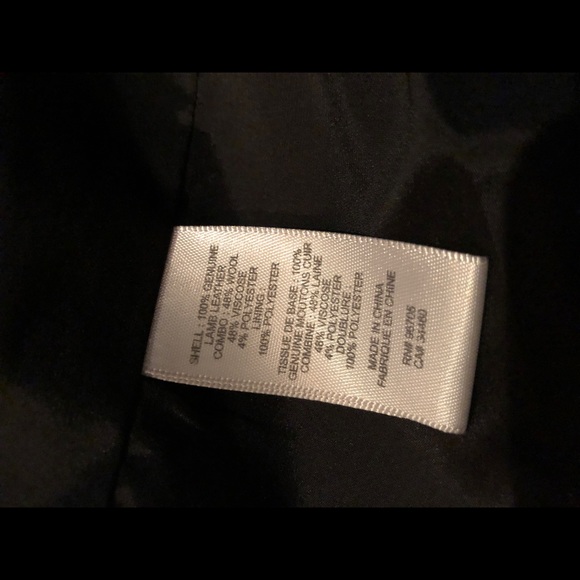 SHELL : 100% GENUINE
LAMB LEATHER
COMBO : 48% WOOL
48% VISCOSE
4% POLYESTER
LINING
100% POLYESTER
TISSUE DE BASE : 100%
GENUINE MOUTONS CUIR
COMBINE : 48% LAINE
48% VISCOSE
4% POLYESTER
DOUBLURE
100% POLYESTER
MADE IN CHINA
FABRIQUE EN CHINE
RN#
CA#